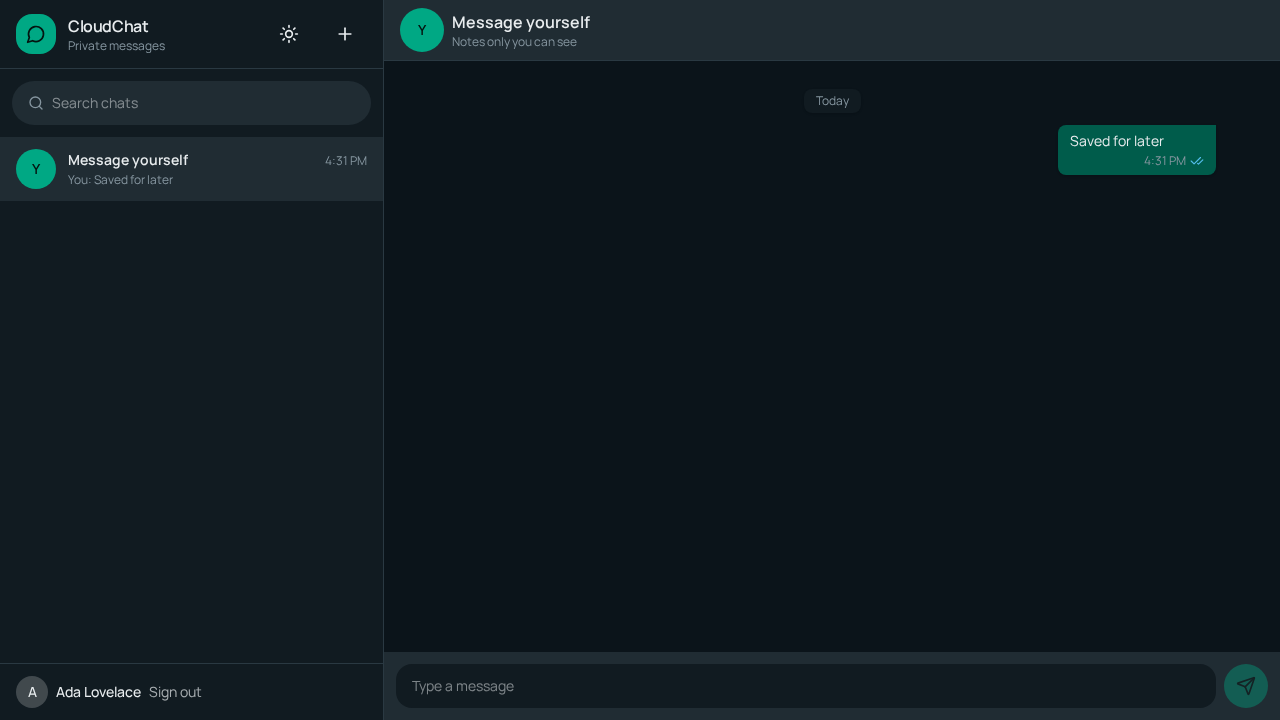 CloudChat
Private messages
Search chats
Y
Message yourself
4:31 PM
You: Saved for later
A
Ada Lovelace
Sign out
Y
Message yourself
Notes only you can see
Today
Saved for later
4:31 PM
Type a message